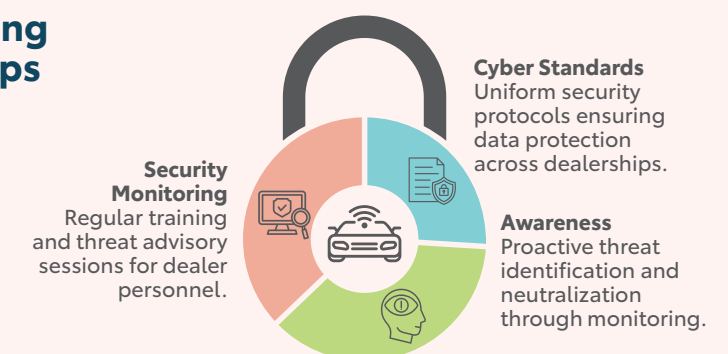 ng
ps
Cyber Standards
Uniform security
protocols ensuring
data protection
across dealerships.
Security
Monitoring
Regular training
and threat advisory
sessions for dealer
personnel.
Awareness
Proactive threat
identification and
neutralization
through monitoring.